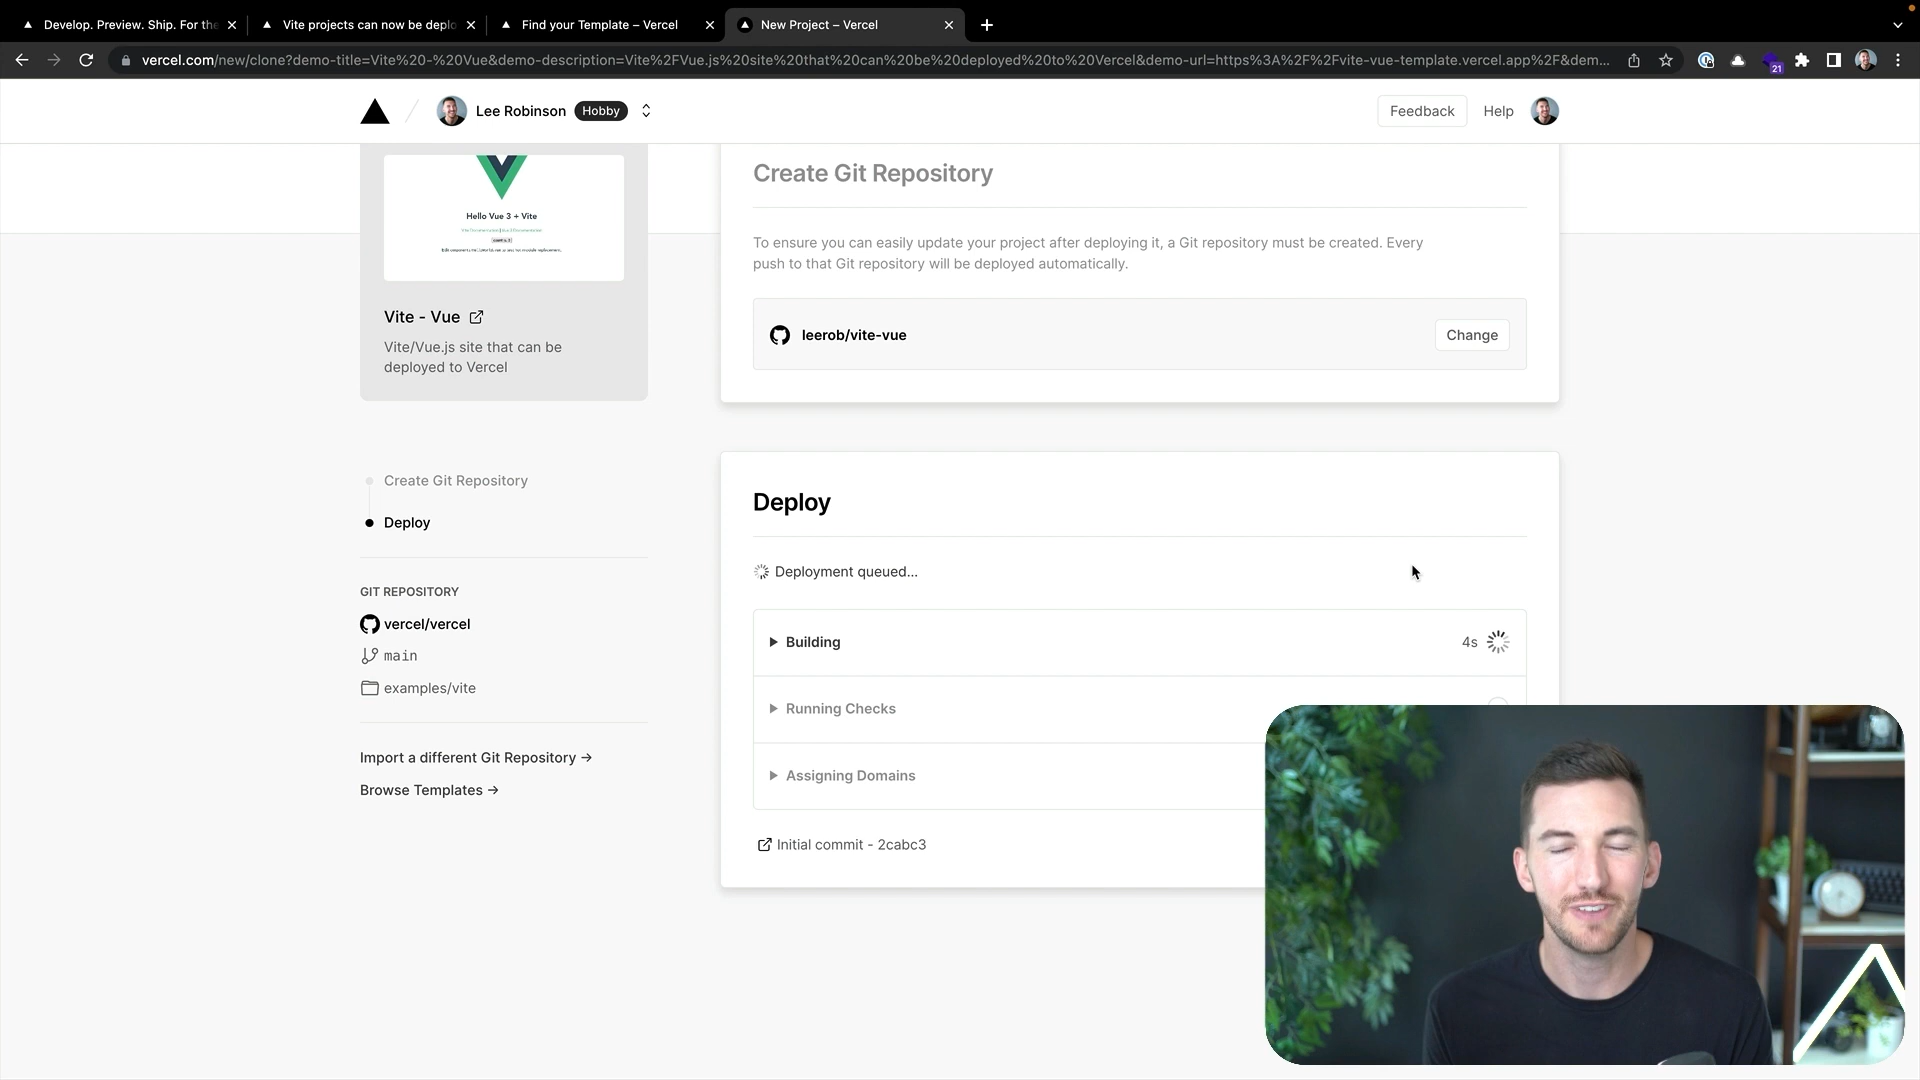 Develop. Preview. Ship. For the
Vite projects can now be deplo
Find your Template – Vercel
New Project – Vercel
vercel.com/new/clone?demo-title=Vite%20-%20Vue&demo-description=Vite%2FVue.js%20site%20that%20can%20be%20deployed%20to%20Vercel&demo-url=https%3A%2F%2Fvite-vue-template.vercel.app%2F&dem...
21
Lee Robinson
Hobby
Feedback
Help
Hello Vue 3 + Vite
Vite - Vue
Vite/Vue.js site that can be
deployed to Vercel
Create Git Repository
Deploy
GIT REPOSITORY
vercel/vercel
main
examples/vite
Import a different Git Repository →
Browse Templates →
Create Git Repository
To ensure you can easily update your project after deploying it, a Git repository must be created. Every
push to that Git repository will be deployed automatically.
leerob/vite-vue
Change
Deploy
Deployment queued...
Building
4s
Running Checks
Assigning Domains
Initial commit - 2cabc3